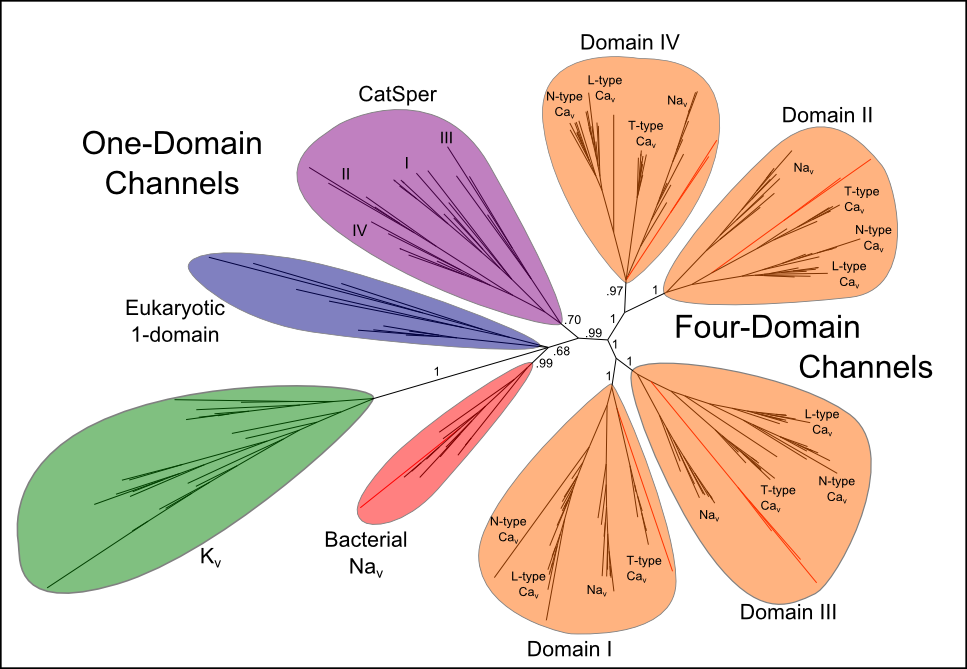 Domain IV
L-type
Ca_v
N-type
Ca_v
Na_v
T-type
Ca_v
CatSper
III
I
II
IV
One-Domain
Channels
Domain II
Na_v
T-type
Ca_v
N-type
Ca_v
L-type
Ca_v
Eukaryotic
1-domain
.97
1
.70
.99
1
.68
.99
1
1
1
1
Four-Domain
Channels
L-type
Ca_v
N-type
Ca_v
T-type
Ca_v
Na_v
Domain III
K_v
Bacterial
Na_v
N-type
Ca_v
L-type
Ca_v
Na_v
T-type
Ca_v
Domain I